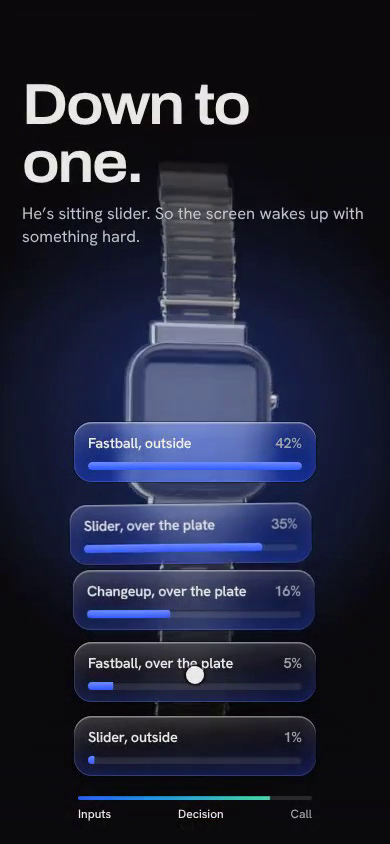 Down to
one.
He’s sitting slider. So the screen wakes up with
something hard.
Fastball, outside 42%
Slider, over the plate 35%
Changeup, over the plate 16%
Fastball, over the plate 5%
Slider, outside 1%
Inputs Decision Call